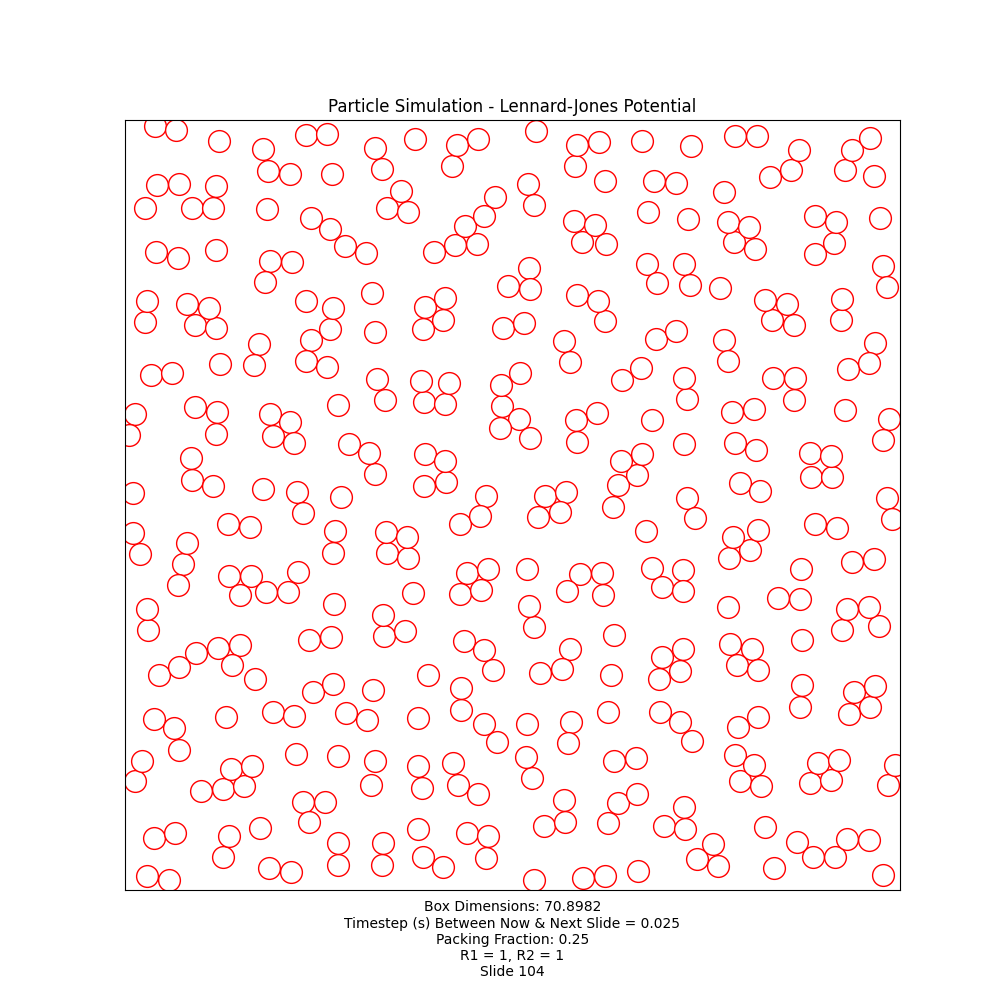 Particle Simulation - Lennard-Jones Potential
Box Dimensions: 70.8982
Timestep (s) Between Now & Next Slide = 0.025
Packing Fraction: 0.25
R1 = 1, R2 = 1
Slide 104